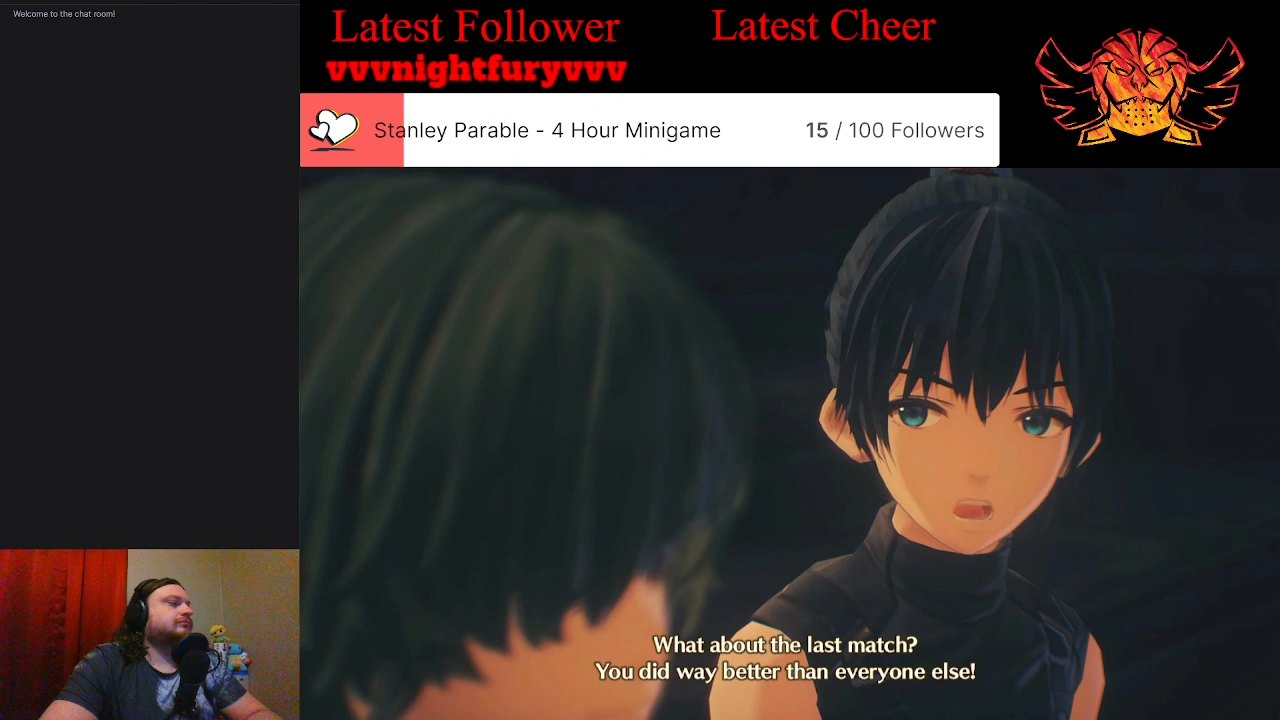 Welcome to the chat room!
Latest Follower
vvvnightfuryvvv
Latest Cheer
Stanley Parable - 4 Hour Minigame
15 / 100 Followers
What about the last match?
You did way better than everyone else!